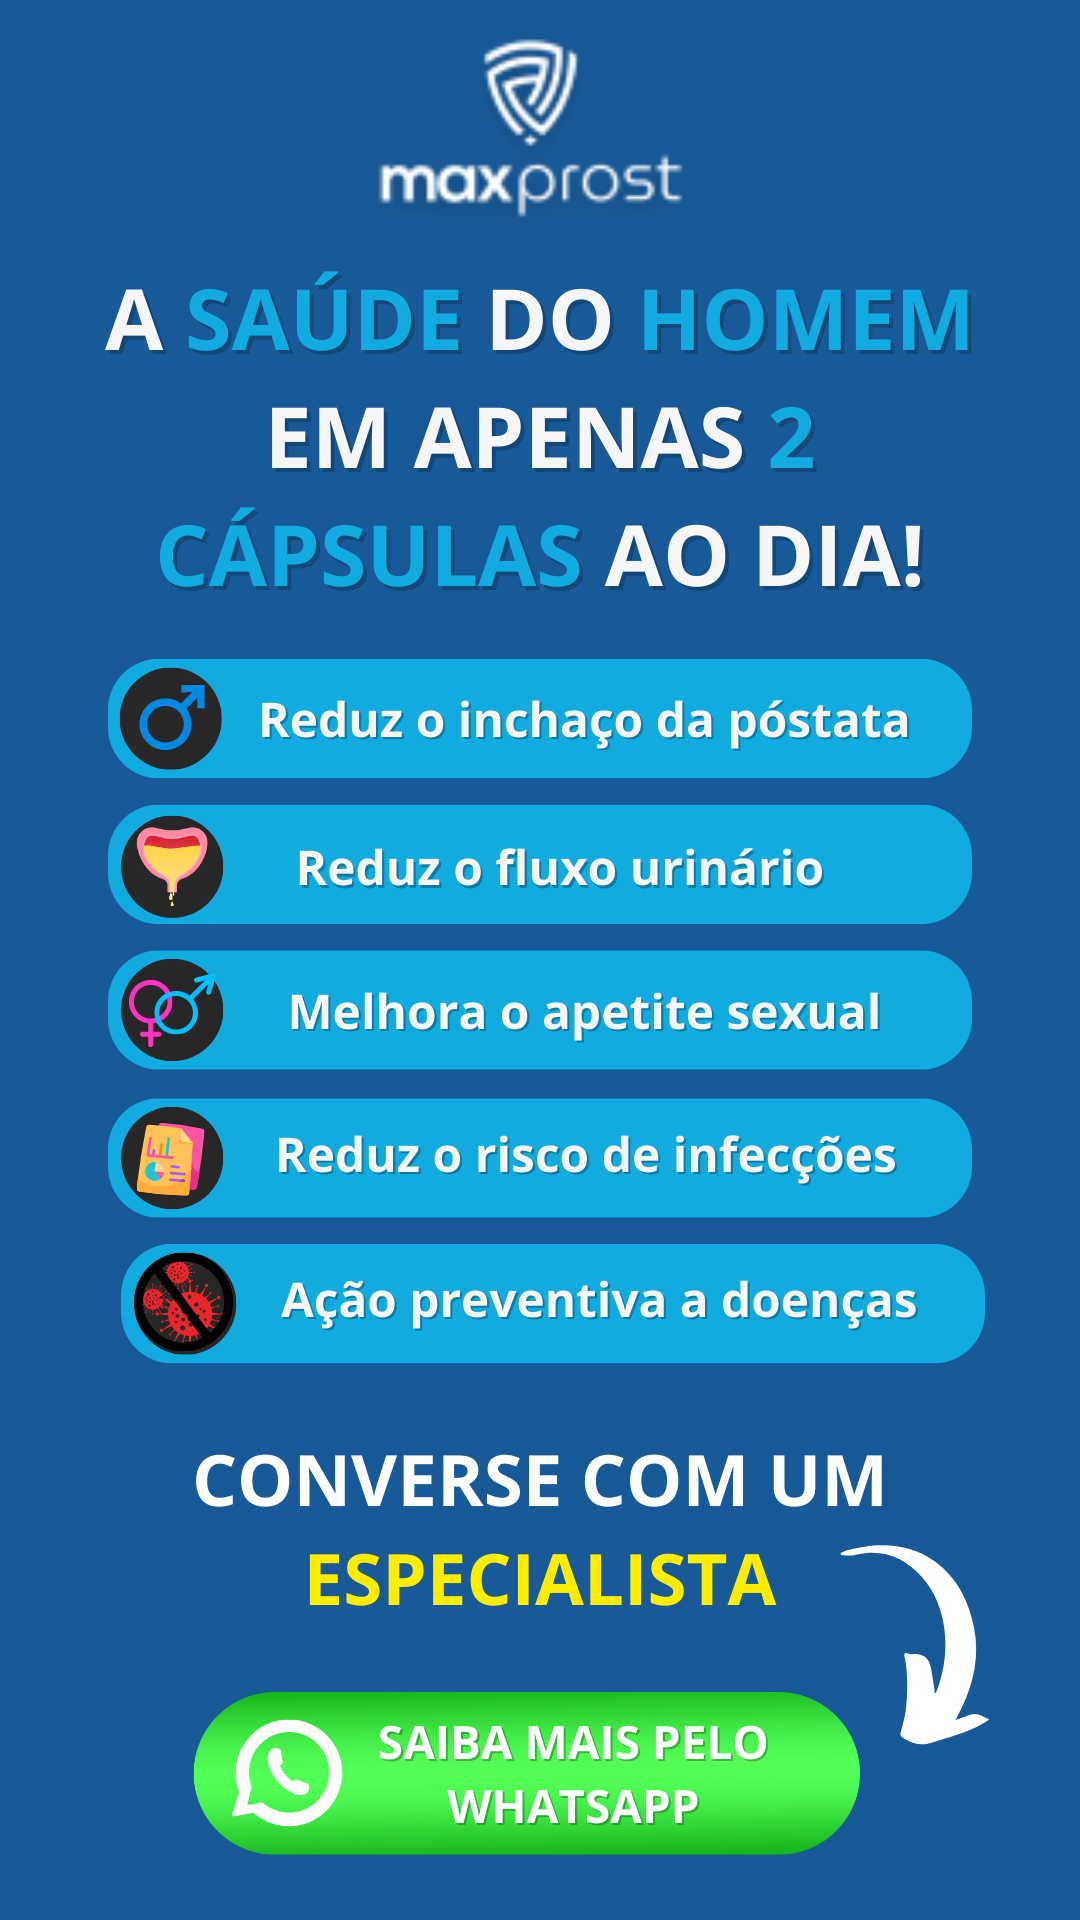 maxprost
A SAÚDE DO HOMEM
EM APENAS 2
CÁPSULAS AO DIA!
Reduz o inchaço da póstata
Reduz o fluxo urinário
Melhora o apetite sexual
Reduz o risco de infecções
Ação preventiva a doenças
CONVERSE COM UM
ESPECIALISTA
SAIBA MAIS PELO
WHATSAPP